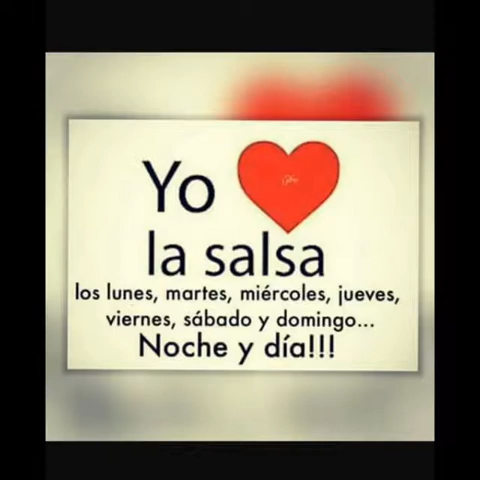 Yo
la salsa
los lunes, martes, miércoles, jueves,
viernes, sábado y domingo...
Noche y día!!!